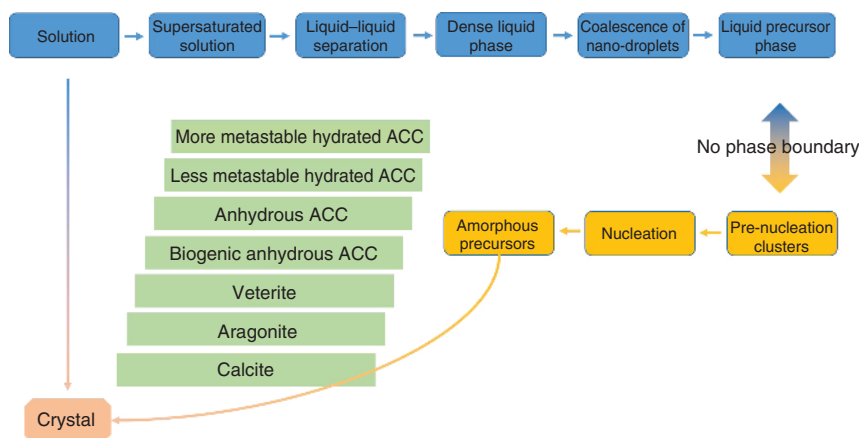 Solution
Supersaturated
solution
Liquid–liquid
separation
Dense liquid
phase
Coalescence of
nano-droplets
Liquid precursor
phase
More metastable hydrated ACC
Less metastable hydrated ACC
Anhydrous ACC
Biogenic anhydrous ACC
Veterite
Aragonite
Calcite
No phase boundary
Amorphous
precursors
Nucleation
Pre-nucleation
clusters
Crystal